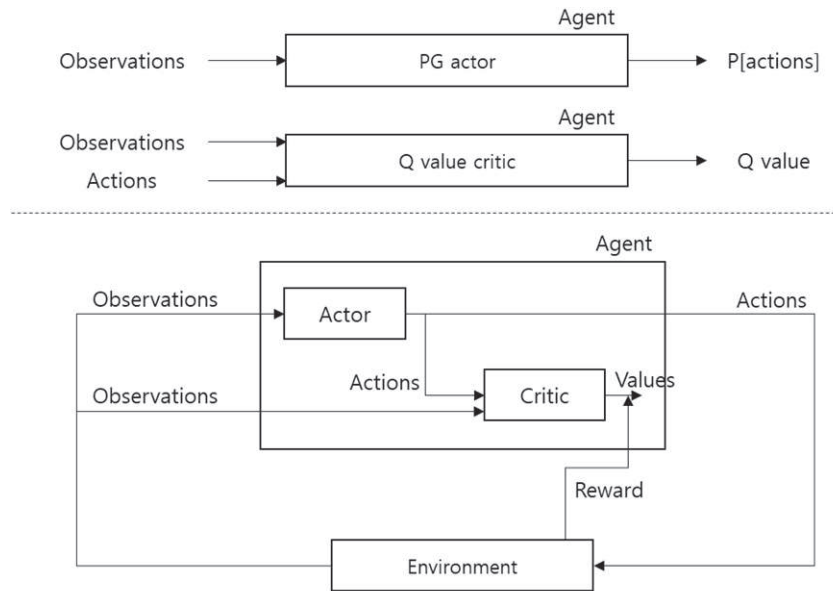 Agent
Observations PG actor P[actions]
Agent
Observations
Q value critic Q value
Actions
Agent
Observations Actions
Actor
Actions Values
Observations Critic
Reward
Environment